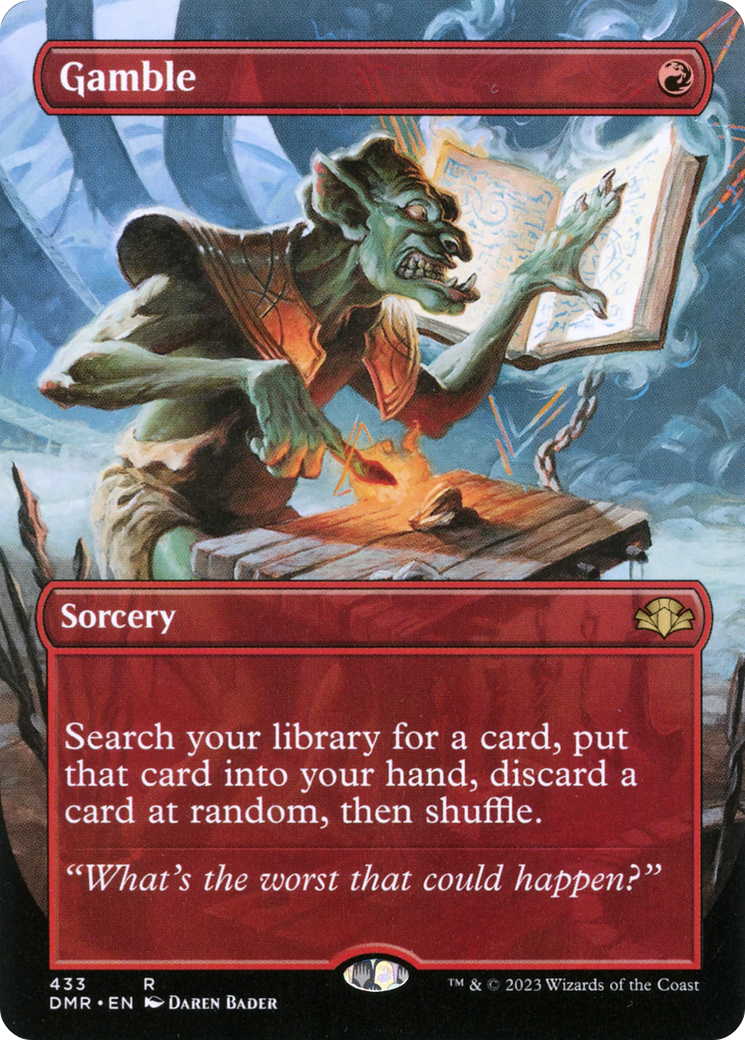 Gamble
Sorcery
Search your library for a card, put
that card into your hand, discard a
card at random, then shuffle.
“What’s the worst that could happen?”
433 R
DMR • EN Daren Bader
™ & © 2023 Wizards of the Coast